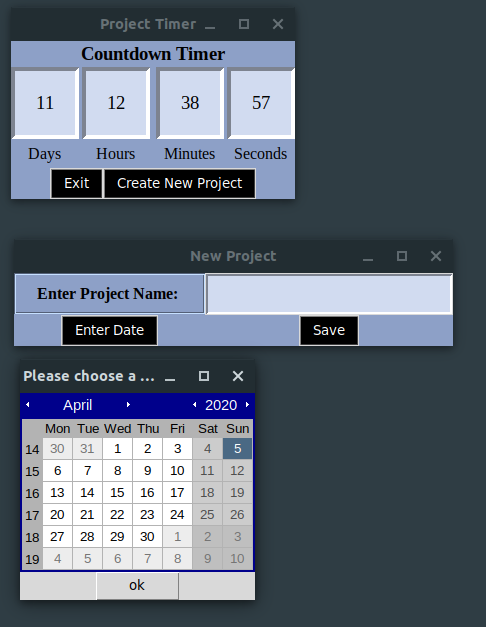 Project Timer
Countdown Timer
11 12 38 57
Days Hours Minutes Seconds
Exit Create New Project
New Project
Enter Project Name:
Enter Date Save
Please choose a ...
April 2020
Mon Tue Wed Thu Fri Sat Sun
14 30 31 1 2 3 4 5
15 6 7 8 9 10 11 12
16 13 14 15 16 17 18 19
17 20 21 22 23 24 25 26
18 27 28 29 30 1 2 3
19 4 5 6 7 8 9 10
ok